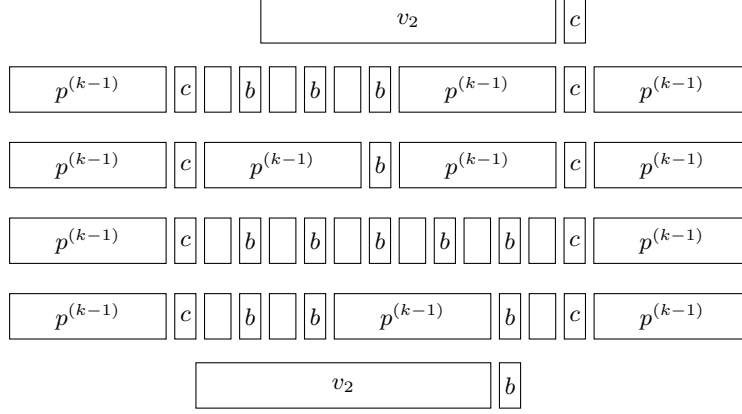 v₂ c
p⁽ᵏ⁻¹⁾ c b b b p⁽ᵏ⁻¹⁾ c p⁽ᵏ⁻¹⁾
p⁽ᵏ⁻¹⁾ c p⁽ᵏ⁻¹⁾ b p⁽ᵏ⁻¹⁾ c p⁽ᵏ⁻¹⁾
p⁽ᵏ⁻¹⁾ c b b b b b c p⁽ᵏ⁻¹⁾
p⁽ᵏ⁻¹⁾ c b b p⁽ᵏ⁻¹⁾ b c p⁽ᵏ⁻¹⁾
v₂ b